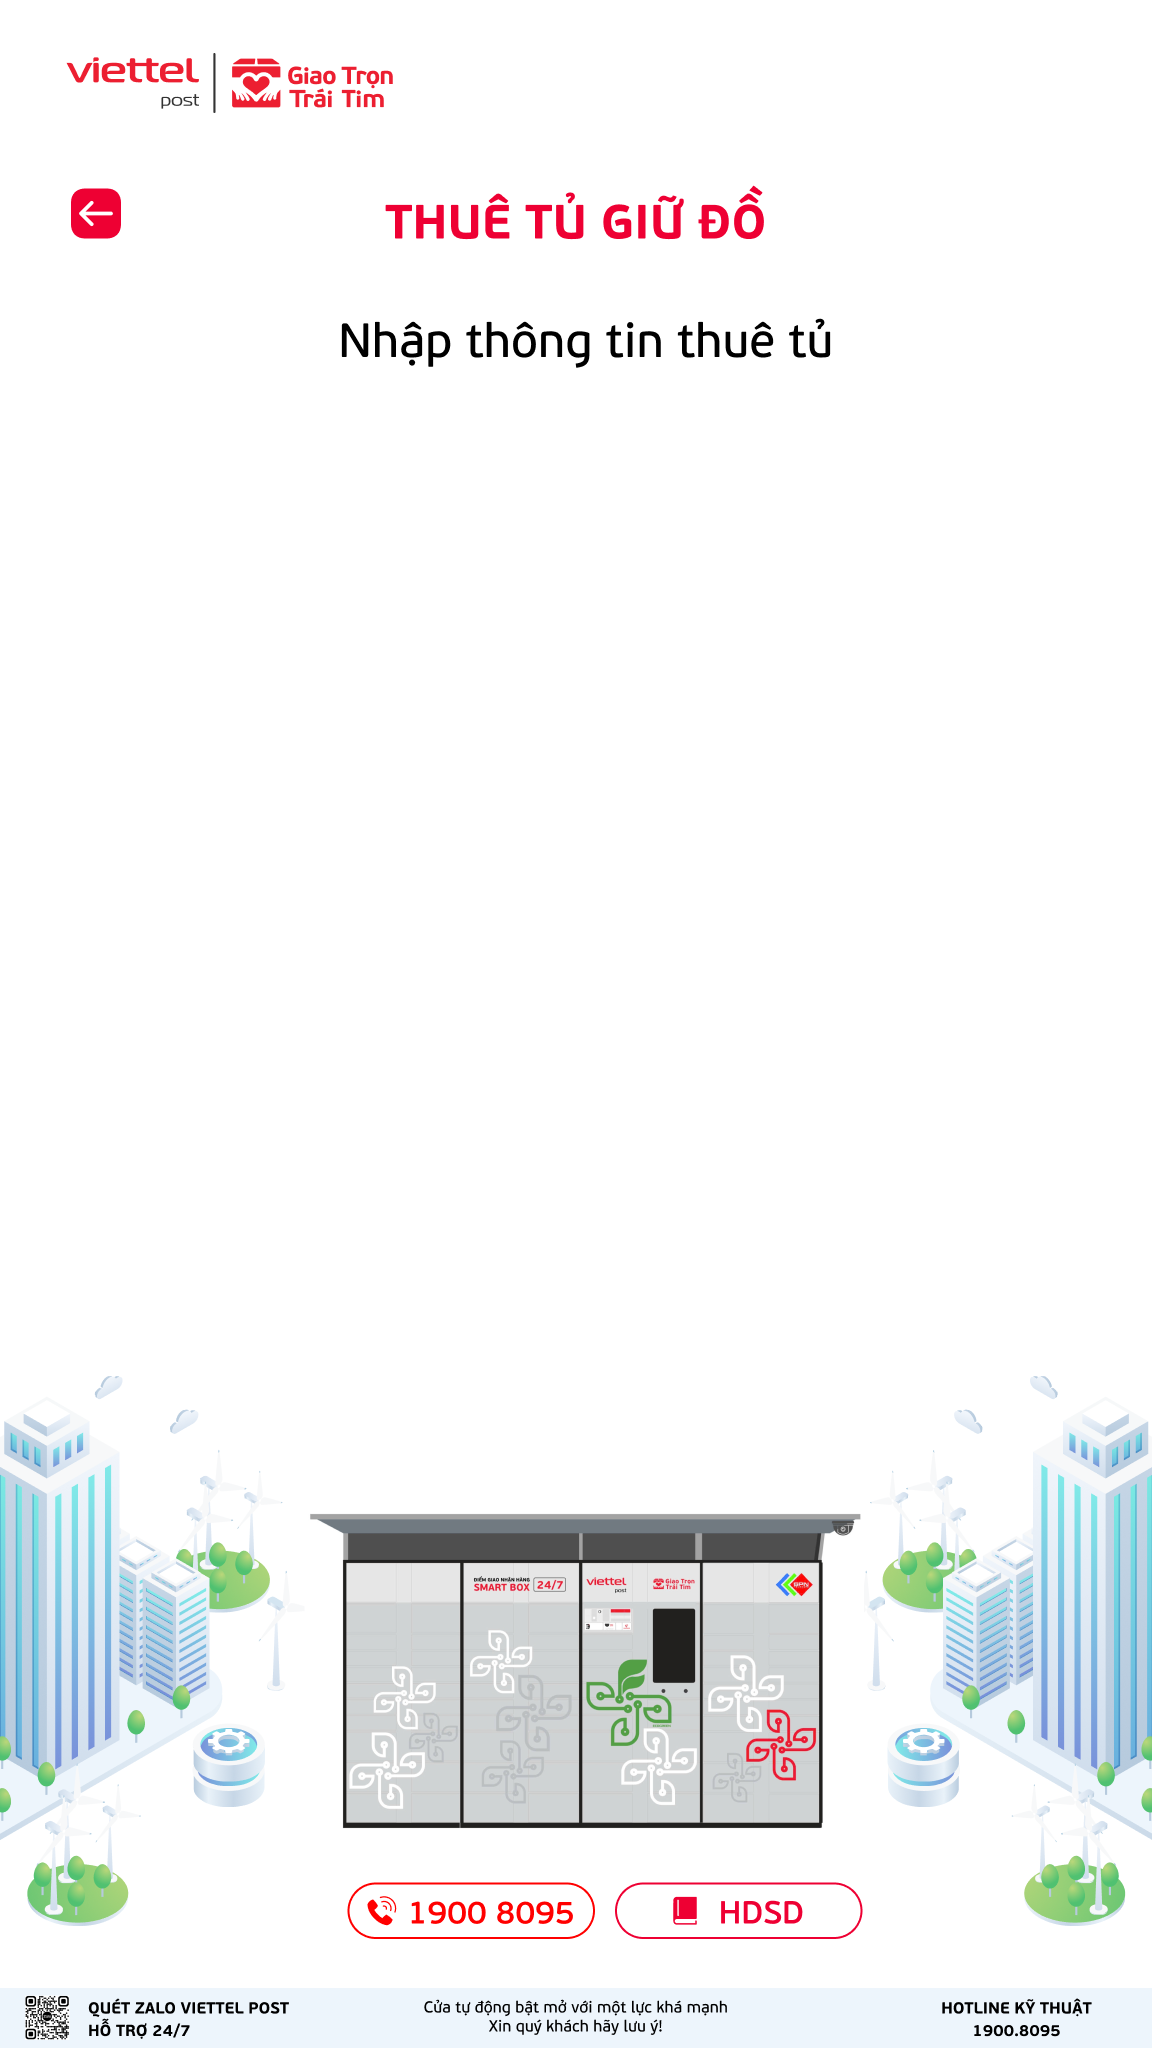 viettel
post
Giao Trọn
Trái Tim
THUÊ TỦ GIỮ ĐỒ
Nhập thông tin thuê tủ
ĐIỂM GIAO NHẬN HÀNG
SMART BOX 24/7
viettel
post
Giao Trọn
Trái Tim
1900 8095
HDSD
QUÉT ZALO VIETTEL POST
HỖ TRỢ 24/7
Cửa tự động bật mở với một lực khá mạnh
Xin quý khách hãy lưu ý!
HOTLINE KỸ THUẬT
1900.8095